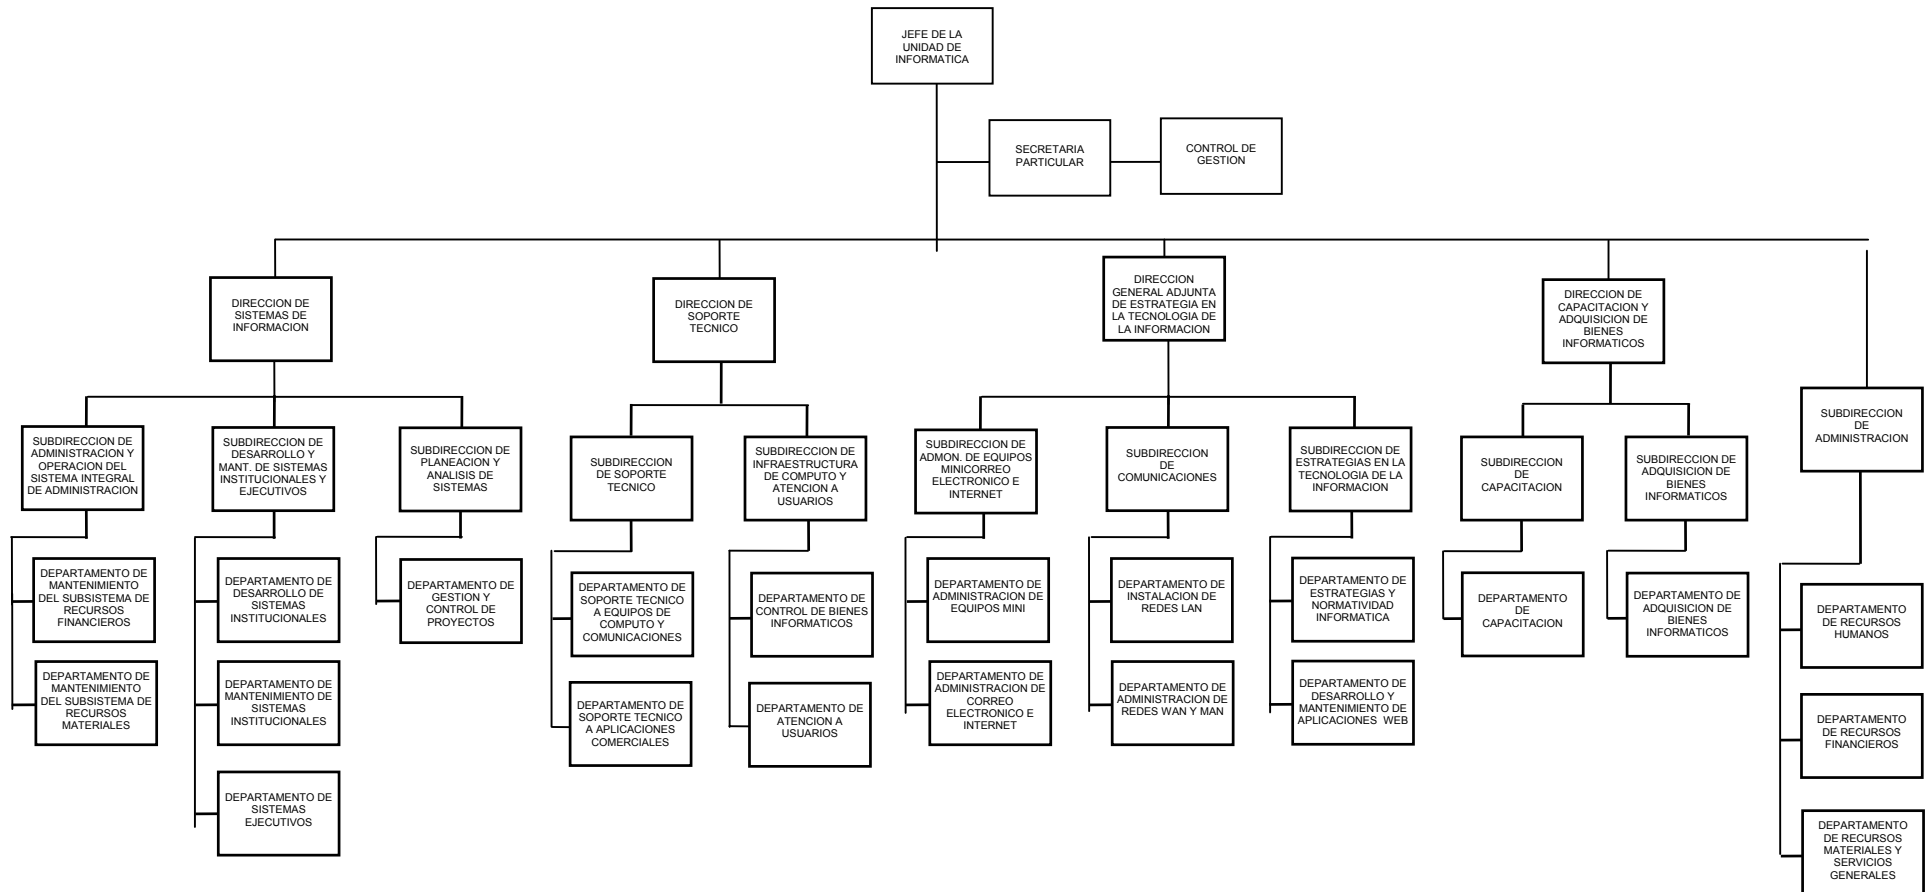 JEFE DE LA
UNIDAD DE
INFORMATICA
SECRETARIA
PARTICULAR
CONTROL DE
GESTION
DIRECCION DE
SISTEMAS DE
INFORMACION
DIRECCION DE
SOPORTE
TECNICO
DIRECCION
GENERAL ADJUNTA
DE ESTRATEGIA EN
LA TECNOLOGIA DE
LA INFORMACION
DIRECCION DE
CAPACITACION Y
ADQUISICION DE
BIENES
INFORMATICOS
SUBDIRECCION
DE
ADMINISTRACION
SUBDIRECCION DE
ADMINISTRACION Y
OPERACION DEL
SISTEMA INTEGRAL
DE ADMINISTRACION
SUBDIRECCION DE
DESARROLLO Y
MANT. DE SISTEMAS
INSTITUCIONALES Y
EJECUTIVOS
SUBDIRECCION DE
PLANEACION Y
ANALISIS DE
SISTEMAS
SUBDIRECCION
DE SOPORTE
TECNICO
SUBDIRECCION DE
INFRAESTRUCTURA
DE COMPUTO Y
ATENCION A
USUARIOS
SUBDIRECCION DE
ADMON. DE EQUIPOS
MINICORREO
ELECTRONICO E
INTERNET
SUBDIRECCION
DE
COMUNICACIONES
SUBDIRECCION DE
ESTRATEGIAS EN LA
TECNOLOGIA DE LA
INFORMACION
SUBDIRECCION
DE
CAPACITACION
SUBDIRECCION DE
ADQUISICION DE
BIENES
INFORMATICOS
DEPARTAMENTO DE
MANTENIMIENTO
DEL SUBSISTEMA DE
RECURSOS
FINANCIEROS
DEPARTAMENTO DE
DESARROLLO DE
SISTEMAS
INSTITUCIONALES
DEPARTAMENTO DE
GESTION Y
CONTROL DE
PROYECTOS
DEPARTAMENTO DE
SOPORTE TECNICO
A EQUIPOS DE
COMPUTO Y
COMUNICACIONES
DEPARTAMENTO DE
CONTROL DE BIENES
INFORMATICOS
DEPARTAMENTO DE
ADMINISTRACION DE
EQUIPOS MINI
DEPARTAMENTO DE
INSTALACION DE
REDES LAN
DEPARTAMENTO DE
ESTRATEGIAS Y
NORMATIVIDAD
INFORMATICA
DEPARTAMENTO
DE
CAPACITACION
DEPARTAMENTO DE
ADQUISICION DE
BIENES
INFORMATICOS
DEPARTAMENTO
DE RECURSOS
HUMANOS
DEPARTAMENTO DE
MANTENIMIENTO
DEL SUBSISTEMA DE
RECURSOS
MATERIALES
DEPARTAMENTO DE
MANTENIMIENTO DE
SISTEMAS
INSTITUCIONALES
DEPARTAMENTO DE
SOPORTE TECNICO
A APLICACIONES
COMERCIALES
DEPARTAMENTO DE
ATENCION A
USUARIOS
DEPARTAMENTO DE
ADMINISTRACION DE
CORREO
ELECTRONICO E
INTERNET
DEPARTAMENTO DE
ADMINISTRACION DE
REDES WAN Y MAN
DEPARTAMENTO DE
DESARROLLO Y
MANTENIMIENTO DE
APLICACIONES WEB
DEPARTAMENTO
DE RECURSOS
FINANCIEROS
DEPARTAMENTO DE
SISTEMAS
EJECUTIVOS
DEPARTAMENTO
DE RECURSOS
MATERIALES Y
SERVICIOS
GENERALES